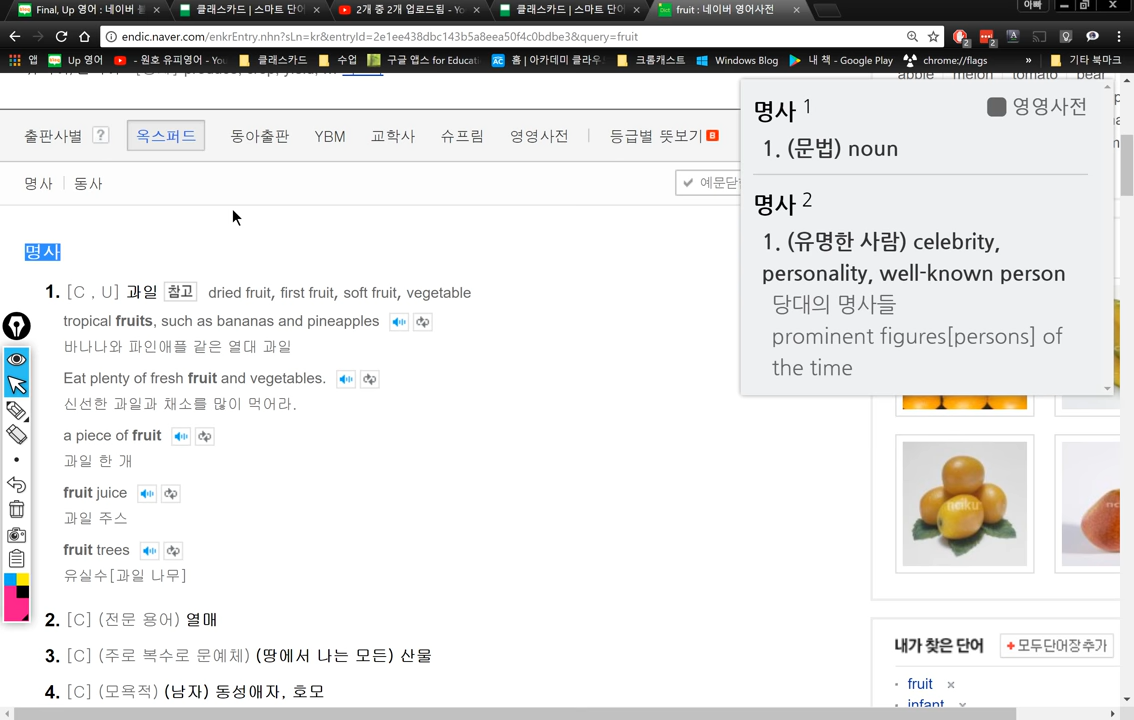 Final, Up 영어 : 네이버 블
클래스카드 | 스마트 단어
2개 중 2개 업로드됨 - Yo
클래스카드 | 스마트 단어
fruit : 네이버 영어사전
아빠
endic.naver.com/enkrEntry.nhn?sLn=kr&entryId=2e1ee438dbc143b5a8eea50f4c0bdbe3&query=fruit
앱
Up 영어
- 원호 유피영어 - You
클래스카드
수업
구글 앱스 for Educat
홈 | 아카데미 클라우
크롬캐스트
Windows Blog
내 책 - Google Play
chrome://flags
»
기타 북마크
apple melon tomato pear
출판사별 ?
옥스퍼드
동아출판
YBM
교학사
슈프림
영영사전
등급별 뜻보기
명사 | 동사
예문닫
명사
1. [C , U] 과일 참고 dried fruit, first fruit, soft fruit, vegetable
tropical fruits, such as bananas and pineapples
바나나와 파인애플 같은 열대 과일
Eat plenty of fresh fruit and vegetables.
신선한 과일과 채소를 많이 먹어라.
a piece of fruit
과일 한 개
fruit juice
과일 주스
fruit trees
유실수[과일 나무]
2. [C] (전문 용어) 열매
3. [C] (주로 복수로 문예체) (땅에서 나는 모든) 산물
4. [C] (모욕적) (남자) 동성애자, 호모
명사 1
영영사전
1. (문법) noun
명사 2
1. (유명한 사람) celebrity,
personality, well-known person
당대의 명사들
prominent figures[persons] of
the time
naiku
내가 찾은 단어
+ 모두단어장추가
· fruit ×
· infant ×